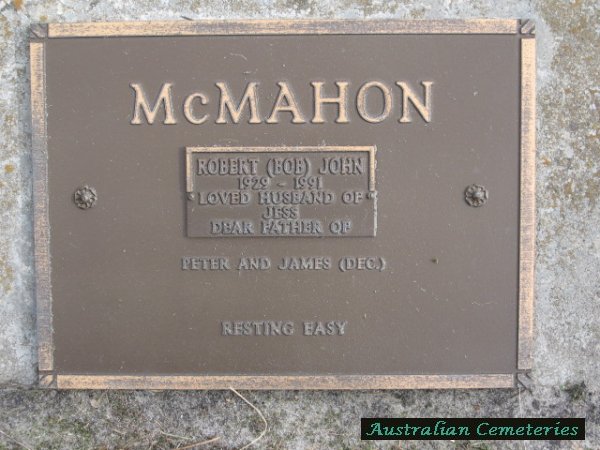 McMAHON
ROBERT (BOB) JOHN
1929 - 1991
LOVED HUSBAND OF
JESS
DEAR FATHER OF
PETER AND JAMES (DEC.)
RESTING EASY
Australian Cemeteries